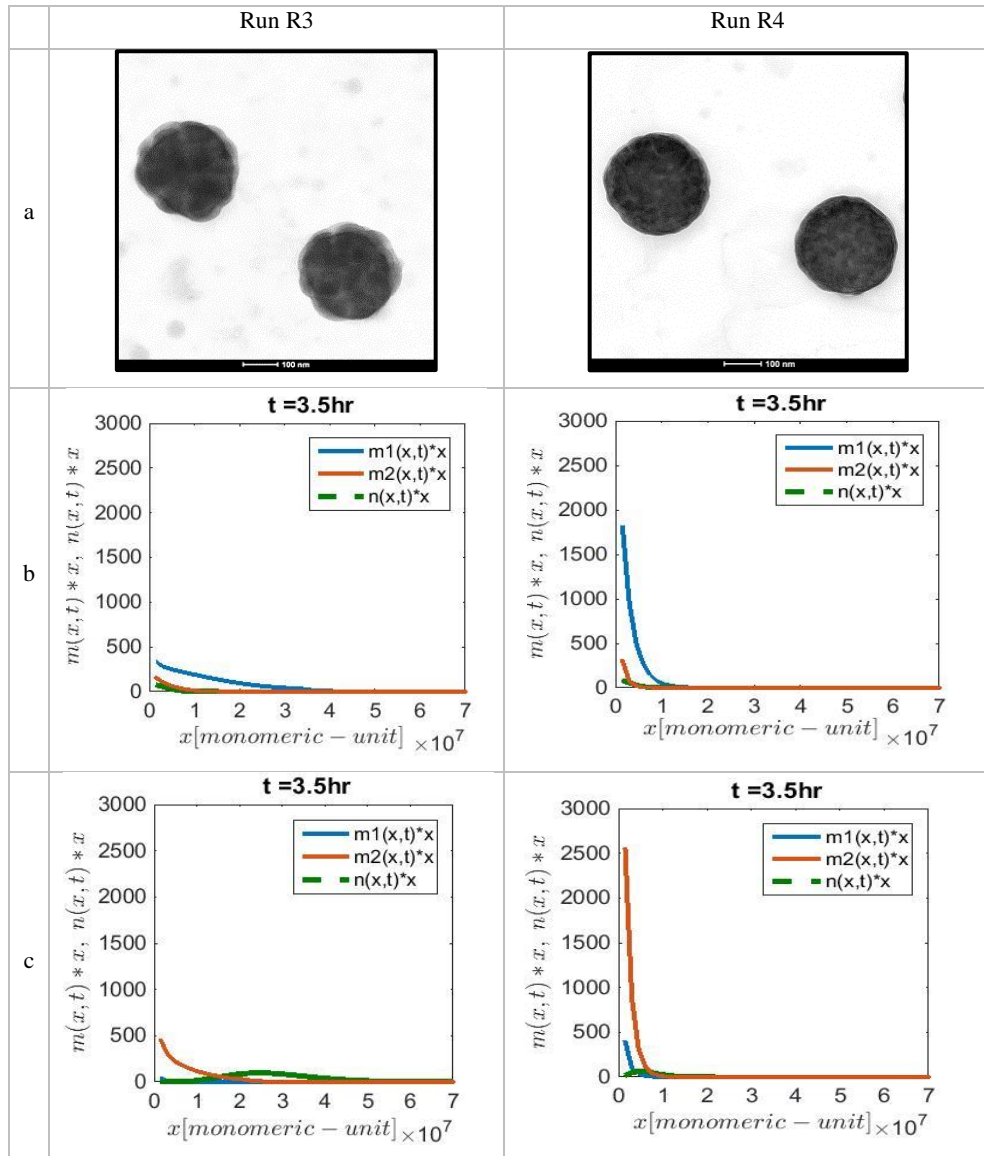 Run R3 Run R4
a
100 nm 100 nm
b
t =3.5hr
m(x,t)∗x, n(x,t)∗x
3000
2500
2000
1500
1000
500
0
m1(x,t)*x
m2(x,t)*x
n(x,t)*x
0 1 2 3 4 5 6 7
x[monomeric − unit] ×10⁷
t =3.5hr
m(x,t)∗x, n(x,t)∗x
3000
2500
2000
1500
1000
500
0
m1(x,t)*x
m2(x,t)*x
n(x,t)*x
0 1 2 3 4 5 6 7
x[monomeric − unit] ×10⁷
c
t =3.5hr
m(x,t)∗x, n(x,t)∗x
3000
2500
2000
1500
1000
500
0
m1(x,t)*x
m2(x,t)*x
n(x,t)*x
0 1 2 3 4 5 6 7
x[monomeric − unit] ×10⁷
t =3.5hr
m(x,t)∗x, n(x,t)∗x
3000
2500
2000
1500
1000
500
0
m1(x,t)*x
m2(x,t)*x
n(x,t)*x
0 1 2 3 4 5 6 7
x[monomeric − unit] ×10⁷